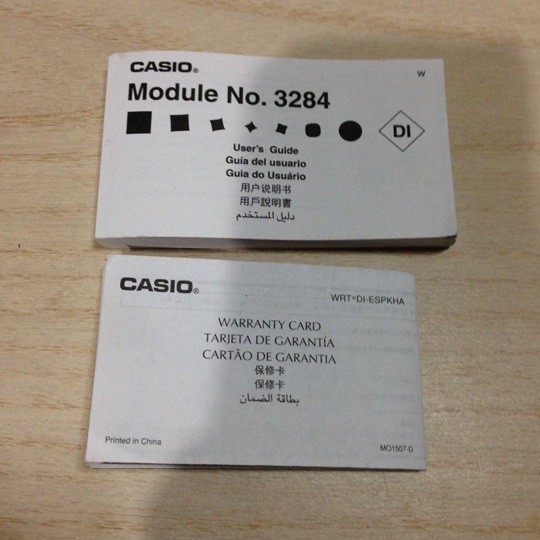 CASIO®
W
Module No. 3284
DI
User's Guide
Guía del usuario
Guia do Usuário
用户说明书
用戶說明書
دليل المستخدم
CASIO®
WRT*DI-ESPKHA
WARRANTY CARD
TARJETA DE GARANTÍA
CARTÃO DE GARANTIA
保修卡
保修卡
بطاقة الضمان
Printed in China
MO1507-D